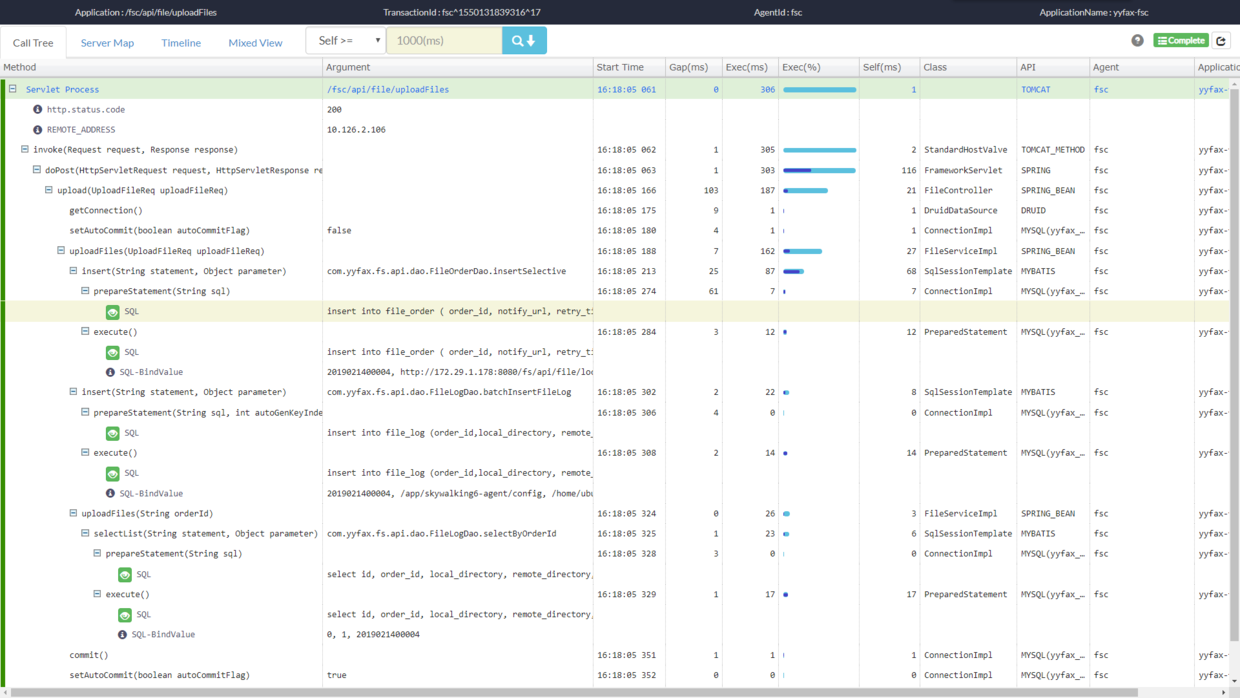 Application : /fsc/api/file/uploadFiles TransactionId : fsc^1550131839316^17 AgentId : fsc ApplicationName : yyfax-fsc
Call Tree Server Map Timeline Mixed View Self >= 1000(ms) Complete
Method Argument Start Time Gap(ms) Exec(ms) Exec(%) Self(ms) Class API Agent Applicatic
Servlet Process /fsc/api/file/uploadFiles 16:18:05 061 0 306 1 TOMCAT fsc yyfax-
http.status.code 200
REMOTE_ADDRESS 10.126.2.106
invoke(Request request, Response response) 16:18:05 062 1 305 2 StandardHostValve TOMCAT_METHOD fsc yyfax-
doPost(HttpServletRequest request, HttpServletResponse re 16:18:05 063 1 303 116 FrameworkServlet SPRING fsc yyfax-
upload(UploadFileReq uploadFileReq) 16:18:05 166 103 187 21 FileController SPRING_BEAN fsc yyfax-
getConnection() 16:18:05 175 9 1 1 DruidDataSource DRUID fsc yyfax-
setAutoCommit(boolean autoCommitFlag) false 16:18:05 180 4 1 1 ConnectionImpl MYSQL(yyfax_... fsc yyfax-
uploadFiles(UploadFileReq uploadFileReq) 16:18:05 188 7 162 27 FileServiceImpl SPRING_BEAN fsc yyfax-
insert(String statement, Object parameter) com.yyfax.fs.api.dao.FileOrderDao.insertSelective 16:18:05 213 25 87 68 SqlSessionTemplate MYBATIS fsc yyfax-
prepareStatement(String sql) 16:18:05 274 61 7 7 ConnectionImpl MYSQL(yyfax_... fsc yyfax-
SQL insert into file_order ( order_id, notify_url, retry_ti
execute() 16:18:05 284 3 12 12 PreparedStatement MYSQL(yyfax_... fsc yyfax-
SQL insert into file_order ( order_id, notify_url, retry_ti
SQL-BindValue 2019021400004, http://172.29.1.178:8080/fs/api/file/loc
insert(String statement, Object parameter) com.yyfax.fs.api.dao.FileLogDao.batchInsertFileLog 16:18:05 302 2 22 8 SqlSessionTemplate MYBATIS fsc yyfax-
prepareStatement(String sql, int autoGenKeyInde 16:18:05 306 4 0 0 ConnectionImpl MYSQL(yyfax_... fsc yyfax-
SQL insert into file_log (order_id,local_directory, remote_
execute() 16:18:05 308 2 14 14 PreparedStatement MYSQL(yyfax_... fsc yyfax-
SQL insert into file_log (order_id,local_directory, remote_
SQL-BindValue 2019021400004, /app/skywalking6-agent/config, /home/ubu
uploadFiles(String orderId) 16:18:05 324 0 26 3 FileServiceImpl SPRING_BEAN fsc yyfax-
selectList(String statement, Object parameter) com.yyfax.fs.api.dao.FileLogDao.selectByOrderId 16:18:05 325 1 23 6 SqlSessionTemplate MYBATIS fsc yyfax-
prepareStatement(String sql) 16:18:05 328 3 0 0 ConnectionImpl MYSQL(yyfax_... fsc yyfax-
SQL select id, order_id, local_directory, remote_directory,
execute() 16:18:05 329 1 17 17 PreparedStatement MYSQL(yyfax_... fsc yyfax-
SQL select id, order_id, local_directory, remote_directory,
SQL-BindValue 0, 1, 2019021400004
commit() 16:18:05 351 1 1 1 ConnectionImpl MYSQL(yyfax_... fsc yyfax-
setAutoCommit(boolean autoCommitFlag) true 16:18:05 352 0 0 0 ConnectionImpl MYSQL(yyfax_... fsc yyfax-